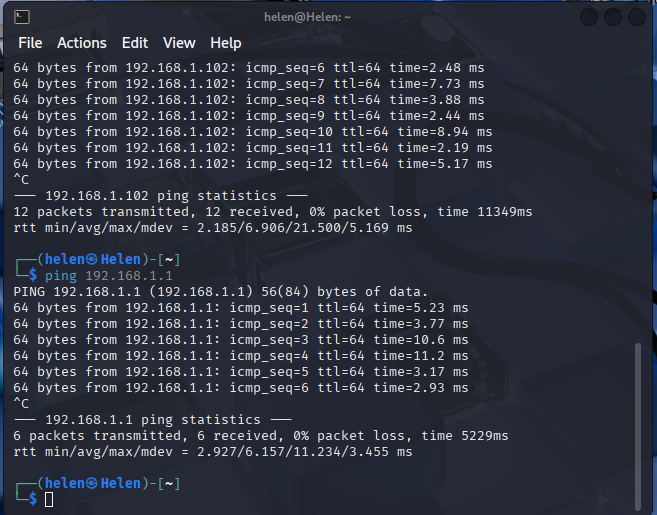 helen@Helen: ~
File Actions Edit View Help
64 bytes from 192.168.1.102: icmp_seq=6 ttl=64 time=2.48 ms
64 bytes from 192.168.1.102: icmp_seq=7 ttl=64 time=7.73 ms
64 bytes from 192.168.1.102: icmp_seq=8 ttl=64 time=3.88 ms
64 bytes from 192.168.1.102: icmp_seq=9 ttl=64 time=2.44 ms
64 bytes from 192.168.1.102: icmp_seq=10 ttl=64 time=8.94 ms
64 bytes from 192.168.1.102: icmp_seq=11 ttl=64 time=2.19 ms
64 bytes from 192.168.1.102: icmp_seq=12 ttl=64 time=5.17 ms
^C
--- 192.168.1.102 ping statistics ---
12 packets transmitted, 12 received, 0% packet loss, time 11349ms
rtt min/avg/max/mdev = 2.185/6.906/21.500/5.169 ms
┌──(helen㉿Helen)-[~]
└─$ ping 192.168.1.1
PING 192.168.1.1 (192.168.1.1) 56(84) bytes of data.
64 bytes from 192.168.1.1: icmp_seq=1 ttl=64 time=5.23 ms
64 bytes from 192.168.1.1: icmp_seq=2 ttl=64 time=3.77 ms
64 bytes from 192.168.1.1: icmp_seq=3 ttl=64 time=10.6 ms
64 bytes from 192.168.1.1: icmp_seq=4 ttl=64 time=11.2 ms
64 bytes from 192.168.1.1: icmp_seq=5 ttl=64 time=3.17 ms
64 bytes from 192.168.1.1: icmp_seq=6 ttl=64 time=2.93 ms
^C
--- 192.168.1.1 ping statistics ---
6 packets transmitted, 6 received, 0% packet loss, time 5229ms
rtt min/avg/max/mdev = 2.927/6.157/11.234/3.455 ms
┌──(helen㉿Helen)-[~]
└─$